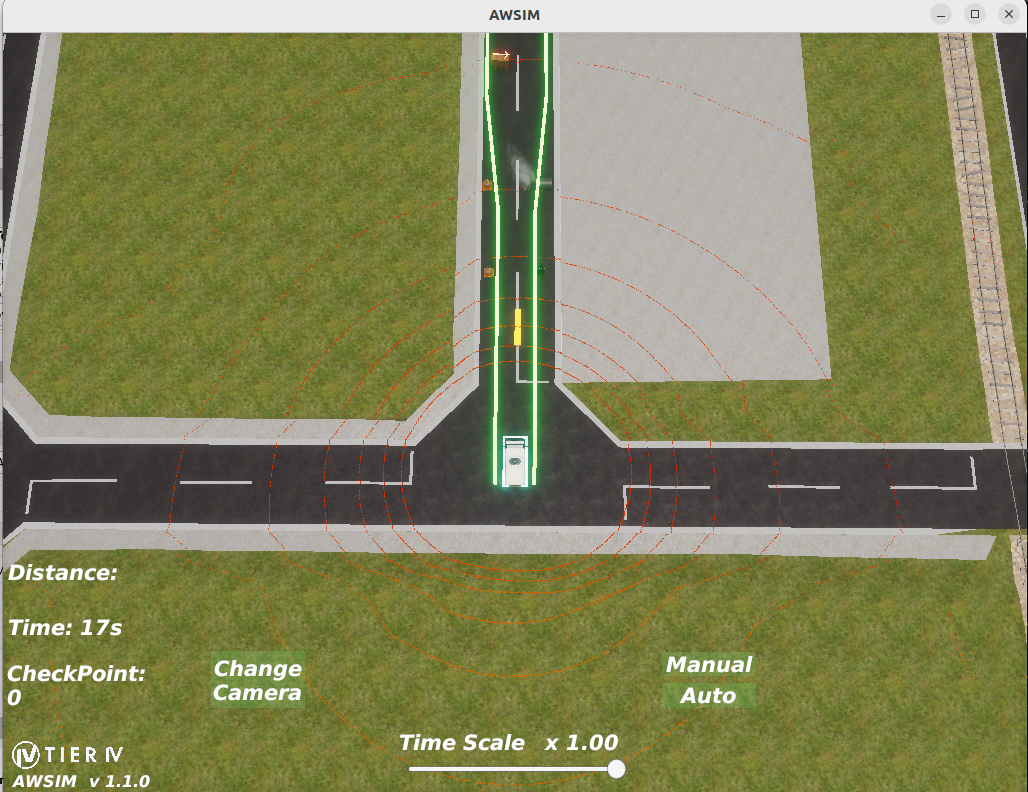 AWSIM
Distance:
Time: 17s
CheckPoint:
0
Change
Camera
Manual
Auto
Time Scale x 1.00
TIER IV
AWSIM v 1.1.0